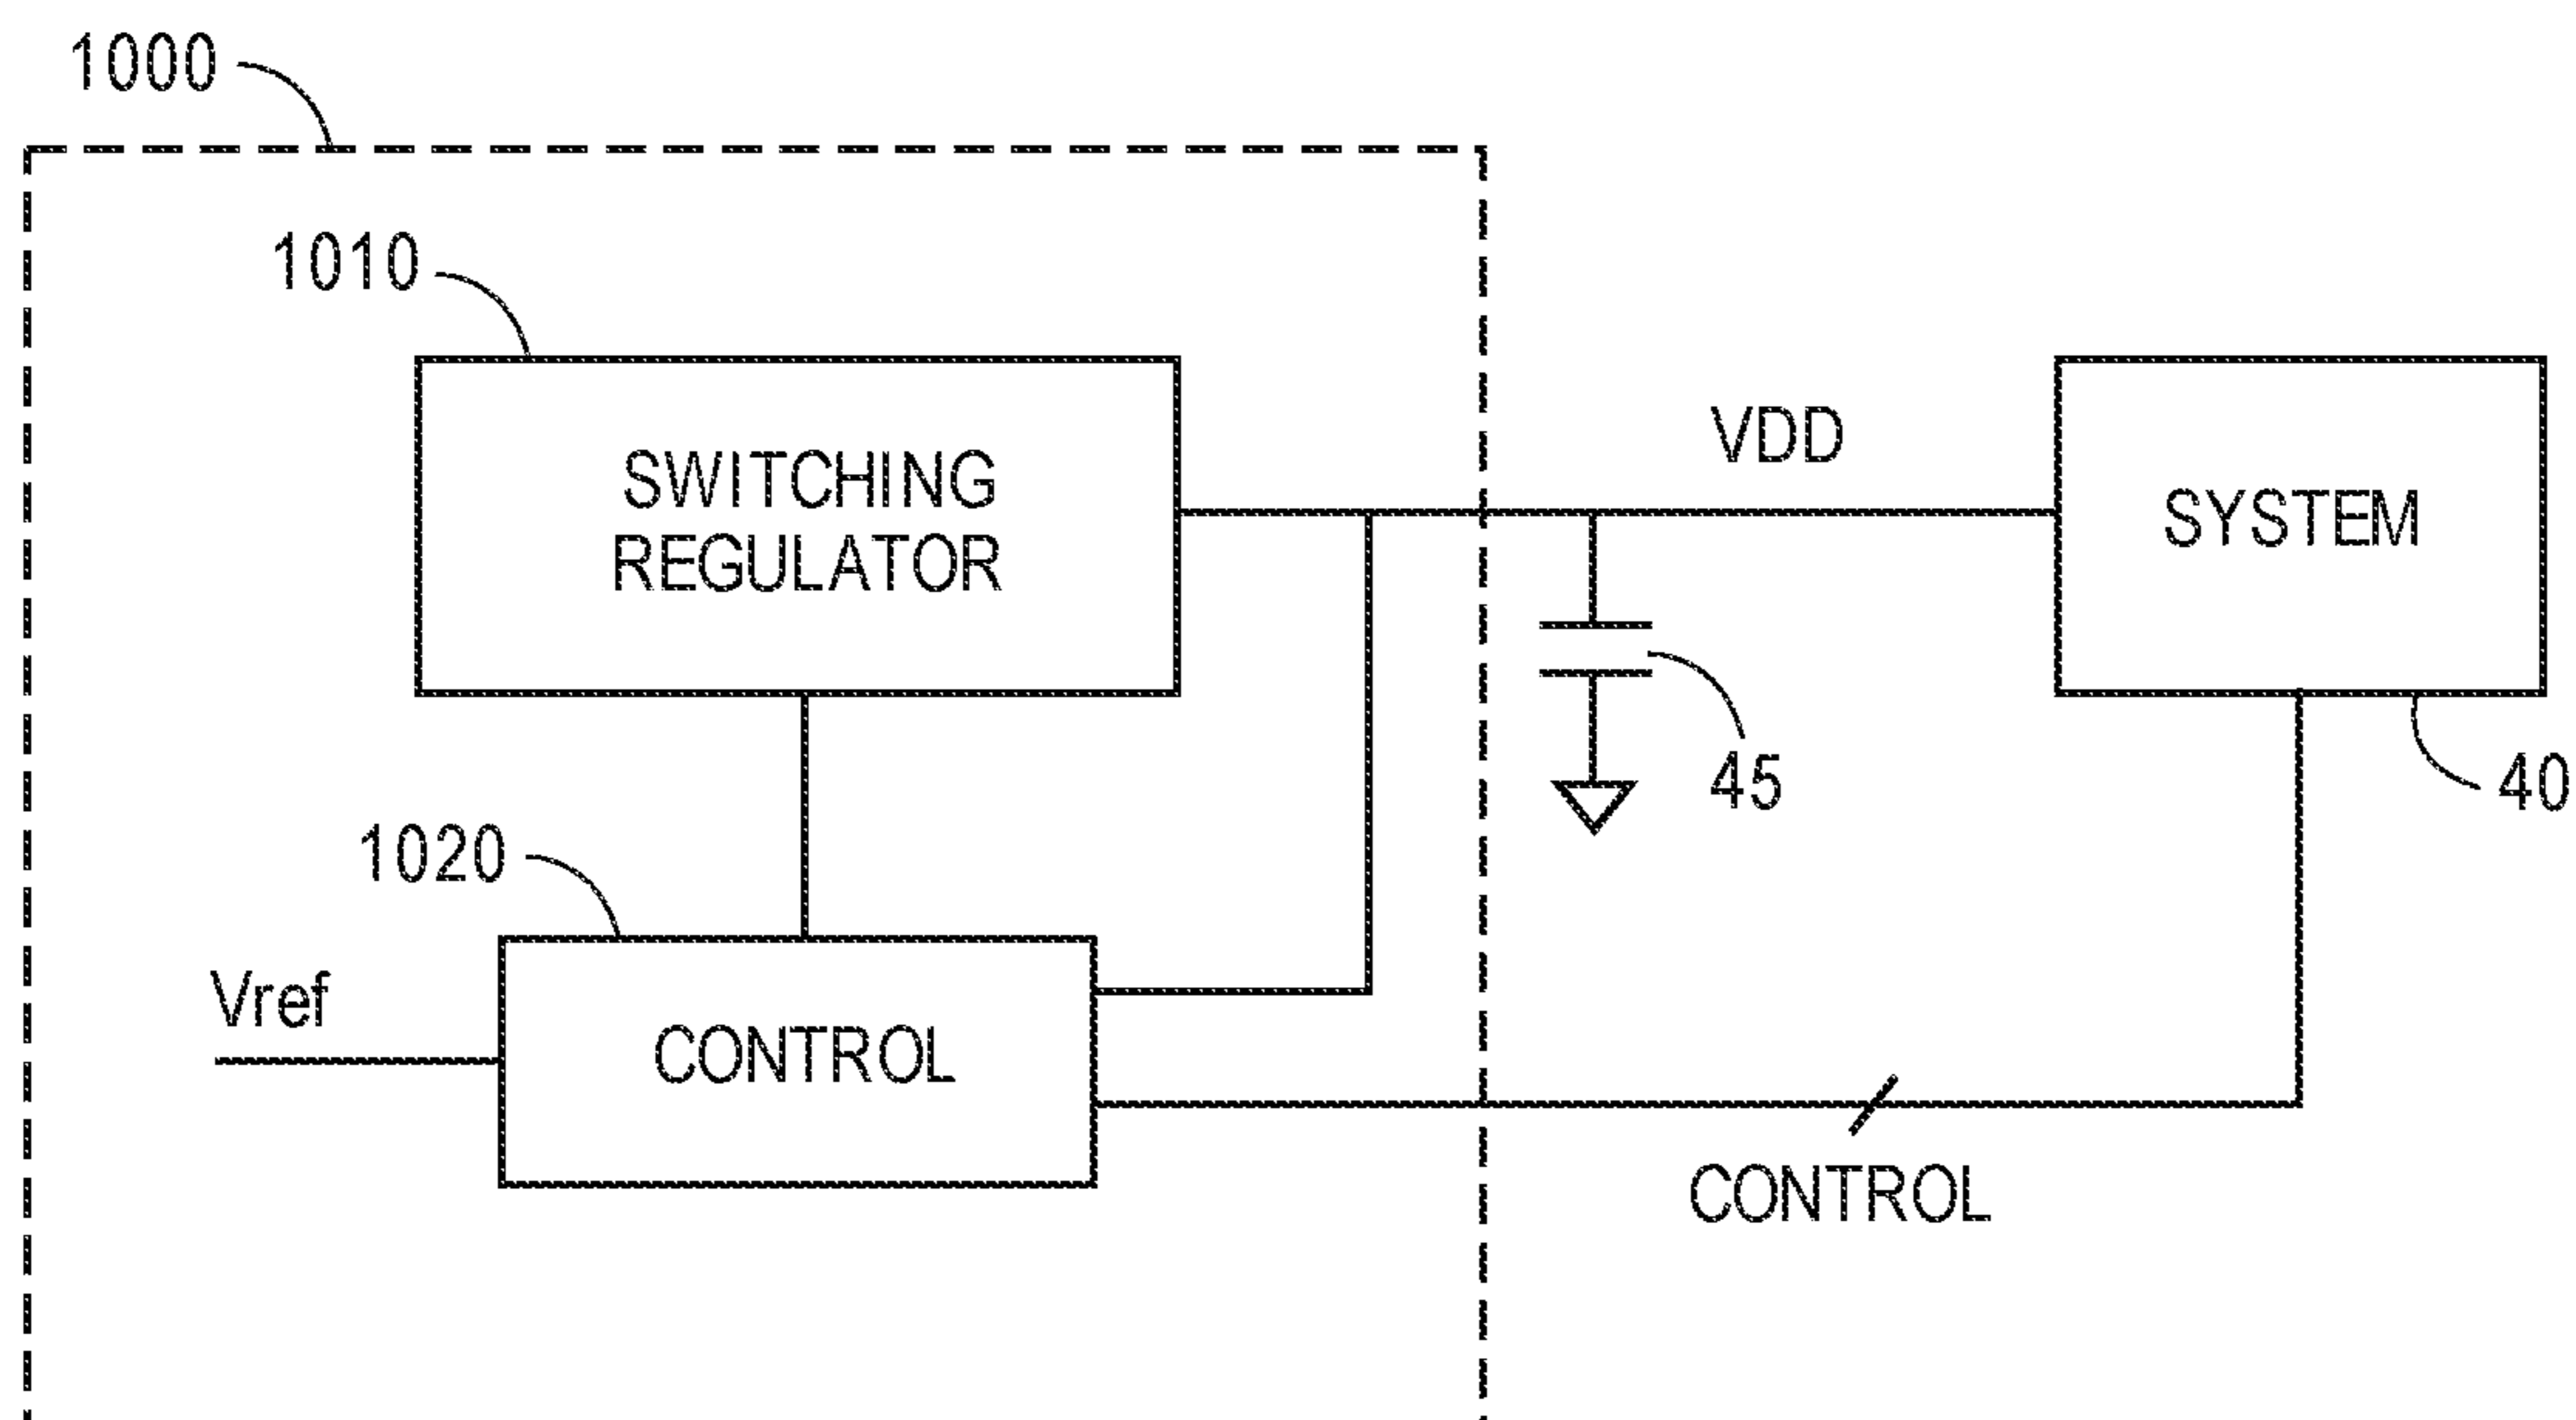 1000
1010
SWITCHING
REGULATOR
VDD
SYSTEM
45
40
1020
Vref
CONTROL
CONTROL